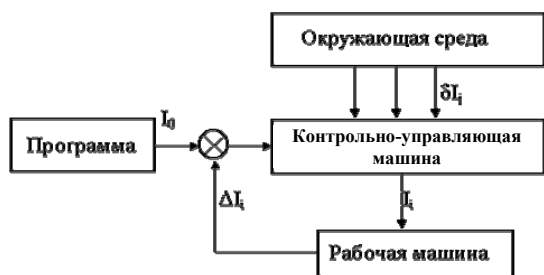 Окружающая среда
δIᵢ
I₀
Программа
Контрольно-управляющая
машина
ΔIᵢ
Iᵢ
Рабочая машина